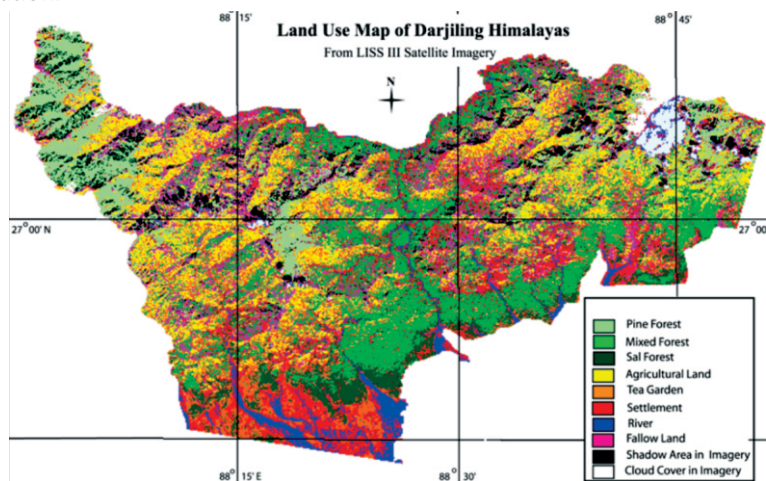 88° 15'
88° 45'
Land Use Map of Darjiling Himalayas
From LISS III Satellite Imagery
N
27° 00' N
27° 00'
Pine Forest
Mixed Forest
Sal Forest
Agricultural Land
Tea Garden
Settlement
River
Fallow Land
Shadow Area in Imagery
Cloud Cover in Imagery
88° 15' E
88° 30'